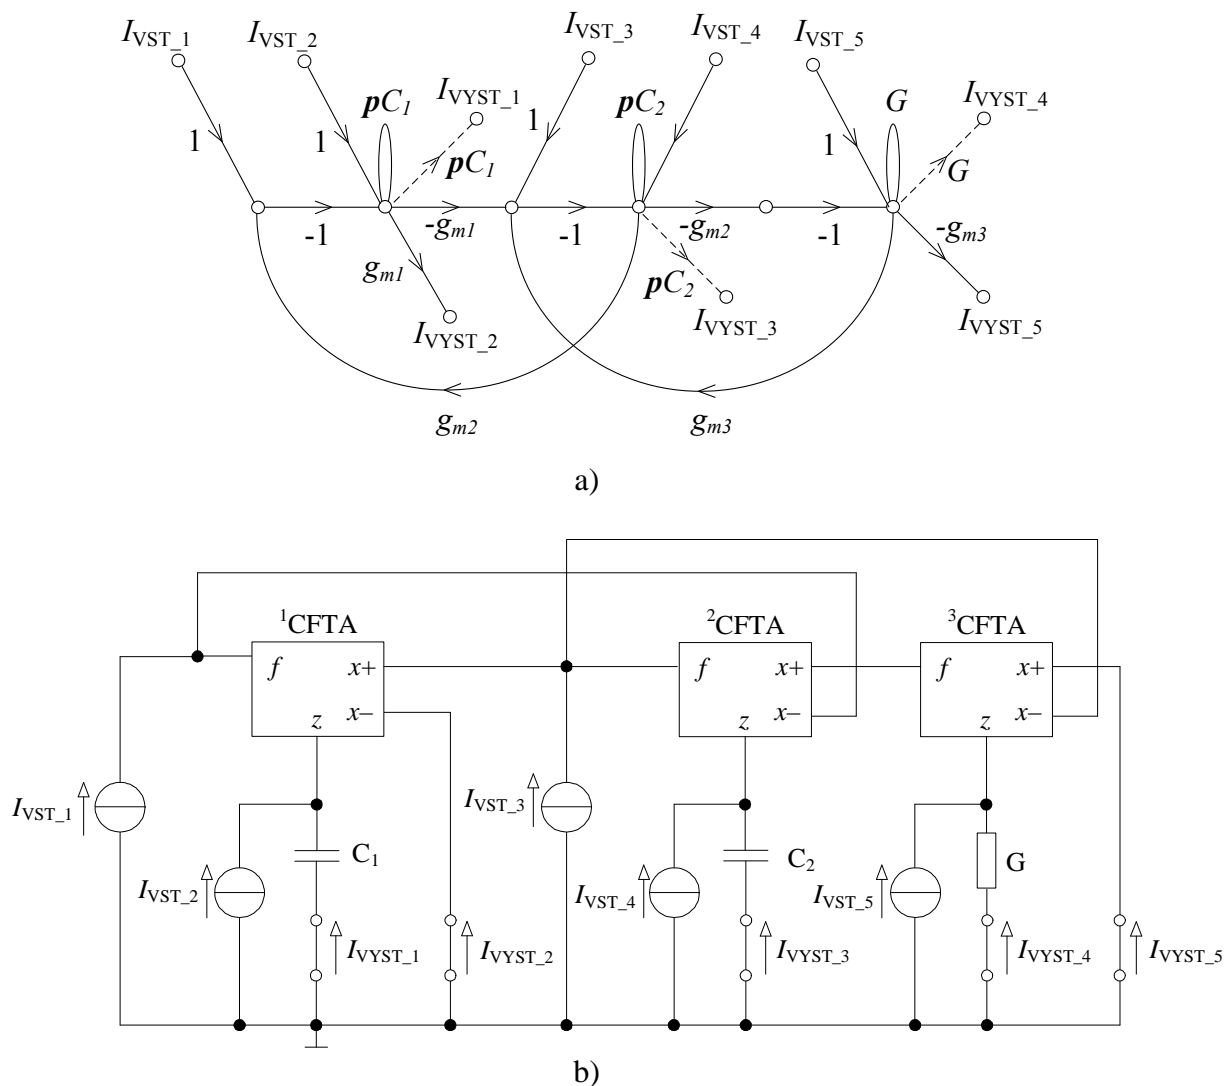 I_VST_1 I_VST_2 I_VST_3 I_VST_4 I_VST_5
pC_1 I_VYST_1 pC_2 G I_VYST_4
1 1 pC_1 1 1 G
-1 -g_m1 -1 -g_m2 -1 -g_m3
g_m1 pC_2
I_VYST_2 I_VYST_3 I_VYST_5
g_m2 g_m3
a)
¹CFTA ²CFTA ³CFTA
f x+ f x+ f x+
z x– z x– z x–
I_VST_1 I_VST_3
C_1 C_2 G
I_VST_2 I_VST_4 I_VST_5
I_VYST_1 I_VYST_2 I_VYST_3 I_VYST_4 I_VYST_5
b)